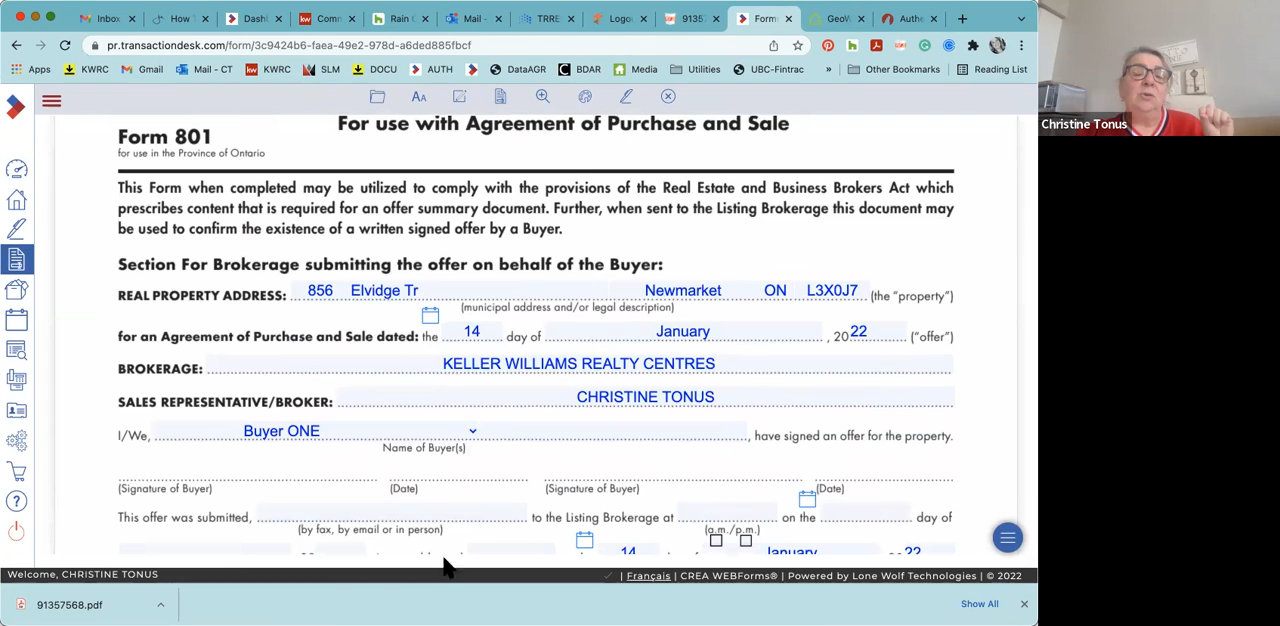 Inbox
How
Dash
Comn
Rain
Mail -
TRRE
Logo
9135
Form
GeoW
Authe
pr.transactiondesk.com/form/3c9424b6-faea-49e2-978d-a6ded885fbcf
Apps KWRC Gmail Mail - CT KWRC SLM DOCU AUTH DataAGR BDAR Media Utilities UBC-Fintrac » Other Bookmarks Reading List
Christine Tonus
For use with Agreement of Purchase and Sale
Form 801
for use in the Province of Ontario
This Form when completed may be utilized to comply with the provisions of the Real Estate and Business Brokers Act which
prescribes content that is required for an offer summary document. Further, when sent to the Listing Brokerage this document may
be used to confirm the existence of a written signed offer by a Buyer.
Section For Brokerage submitting the offer on behalf of the Buyer:
REAL PROPERTY ADDRESS: 856 Elvidge Tr Newmarket ON L3X0J7 (the “property”)
(municipal address and/or legal description)
for an Agreement of Purchase and Sale dated: the 14 day of January , 20 22 (“offer”)
BROKERAGE: KELLER WILLIAMS REALTY CENTRES
SALES REPRESENTATIVE/BROKER: CHRISTINE TONUS
I/We, Buyer ONE , have signed an offer for the property.
Name of Buyer(s)
(Signature of Buyer) (Date) (Signature of Buyer) (Date)
This offer was submitted, to the Listing Brokerage at on the day of
(by fax, by email or in person) (a.m./p.m.)
14 January 22
Welcome, CHRISTINE TONUS | Français | CREA WEBForms® | Powered by Lone Wolf Technologies | © 2022
91357568.pdf Show All